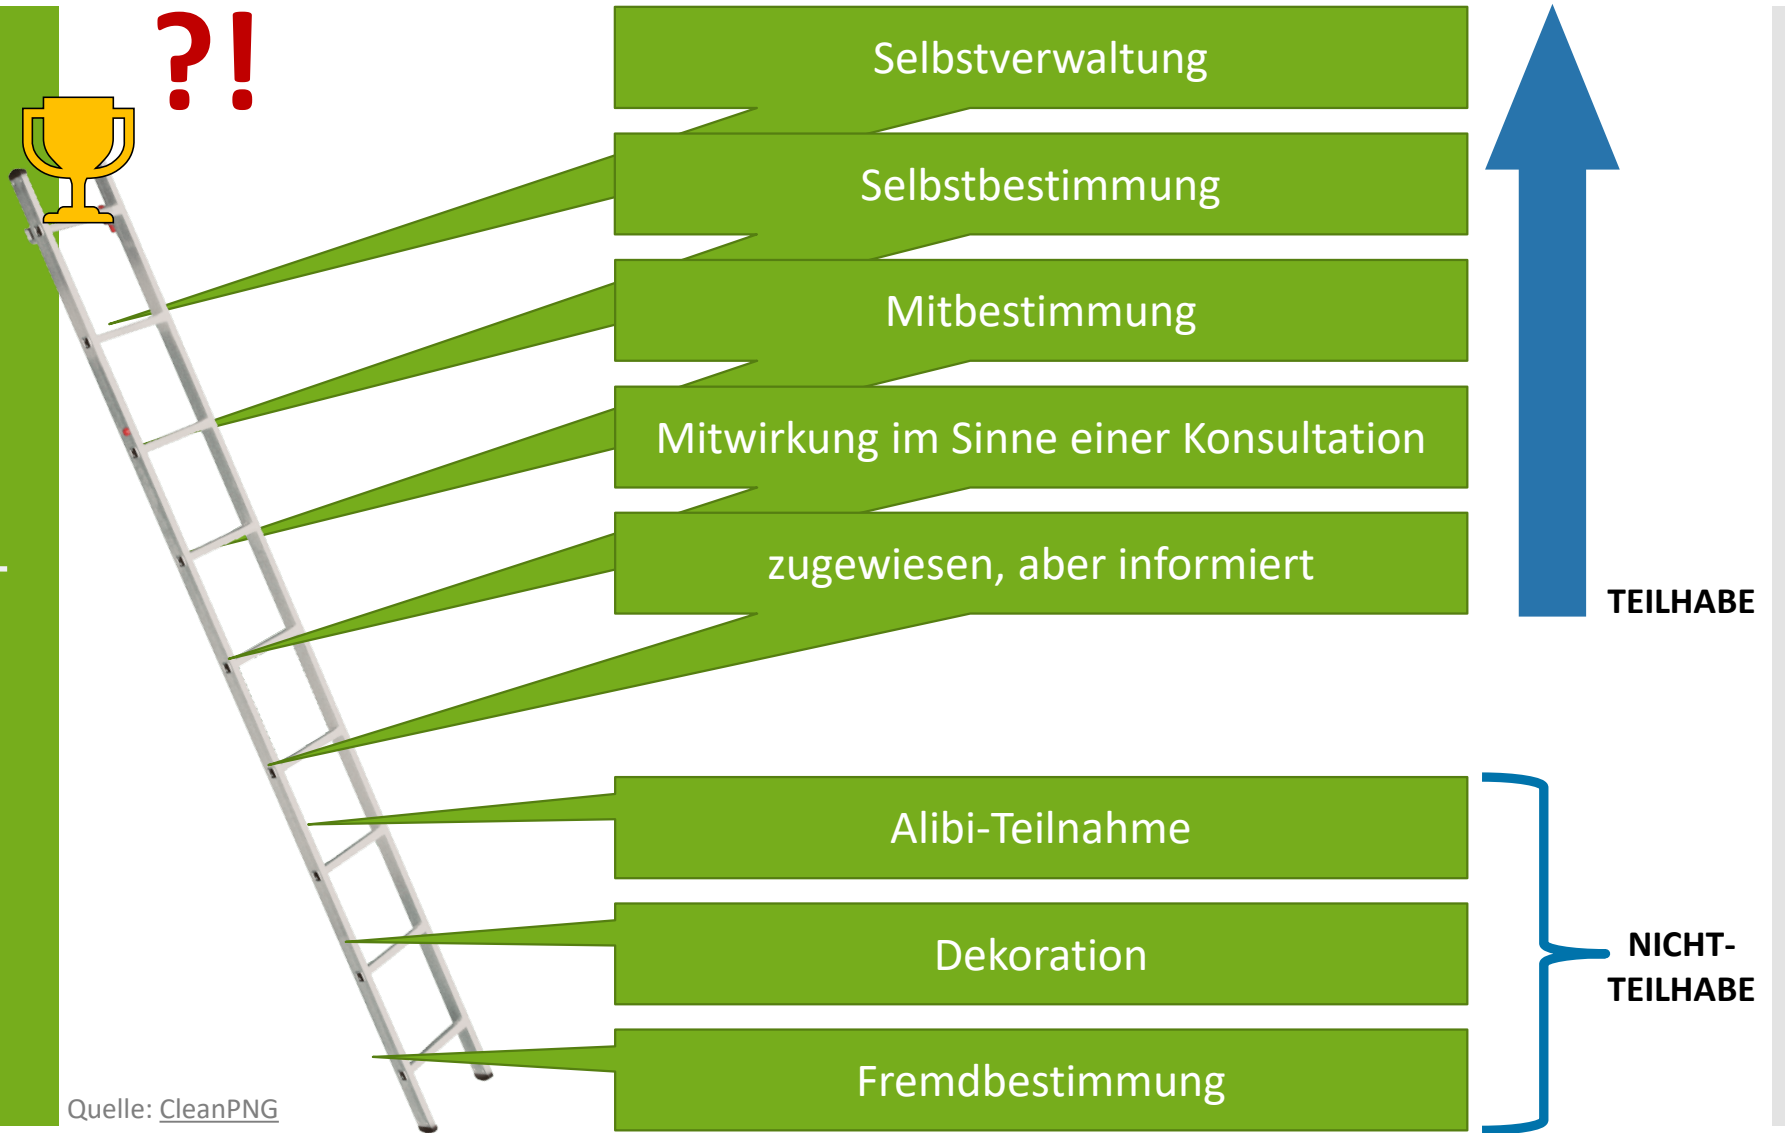 ?!
Selbstverwaltung
Selbstbestimmung
Mitbestimmung
Mitwirkung im Sinne einer Konsultation
zugewiesen, aber informiert
TEILHABE
Alibi-Teilnahme
Dekoration
NICHT-
TEILHABE
Fremdbestimmung
Quelle: CleanPNG